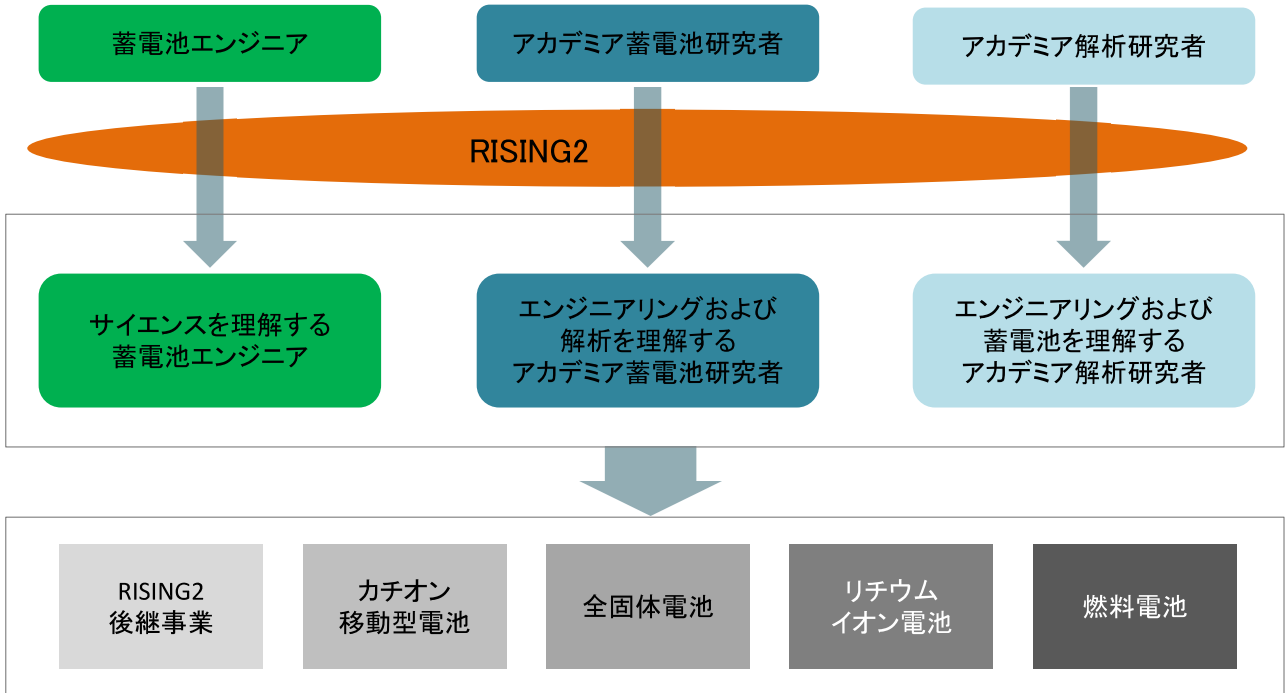 蓄電池エンジニア
アカデミア蓄電池研究者
アカデミア解析研究者
RISING2
サイエンスを理解する
蓄電池エンジニア
エンジニアリングおよび
解析を理解する
アカデミア蓄電池研究者
エンジニアリングおよび
蓄電池を理解する
アカデミア解析研究者
RISING2
後継事業
カチオン
移動型電池
全固体電池
リチウム
イオン電池
燃料電池